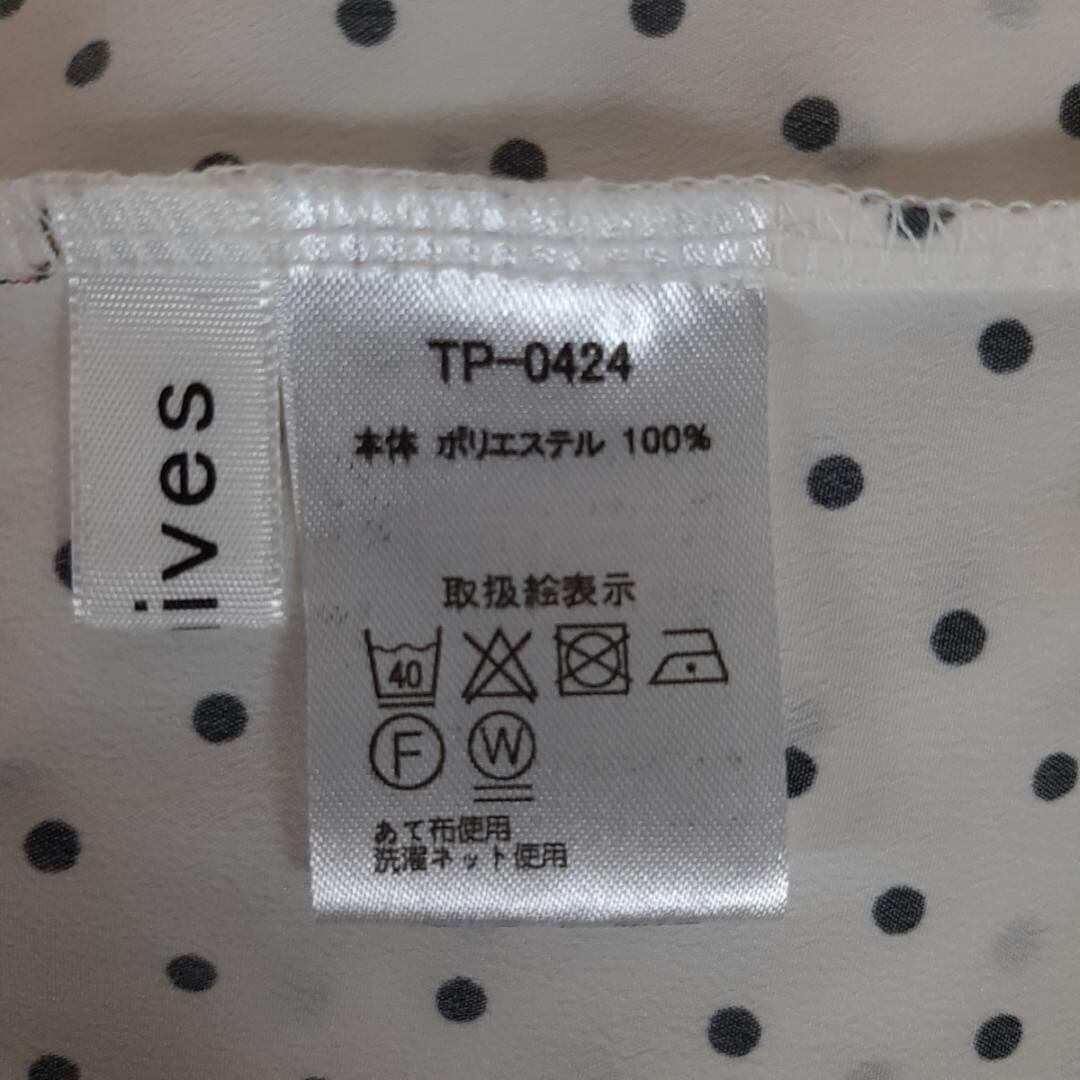 ives
TP-0424
本体 ポリエステル 100%
取扱絵表示
40
F W
あて布使用
洗濯ネット使用